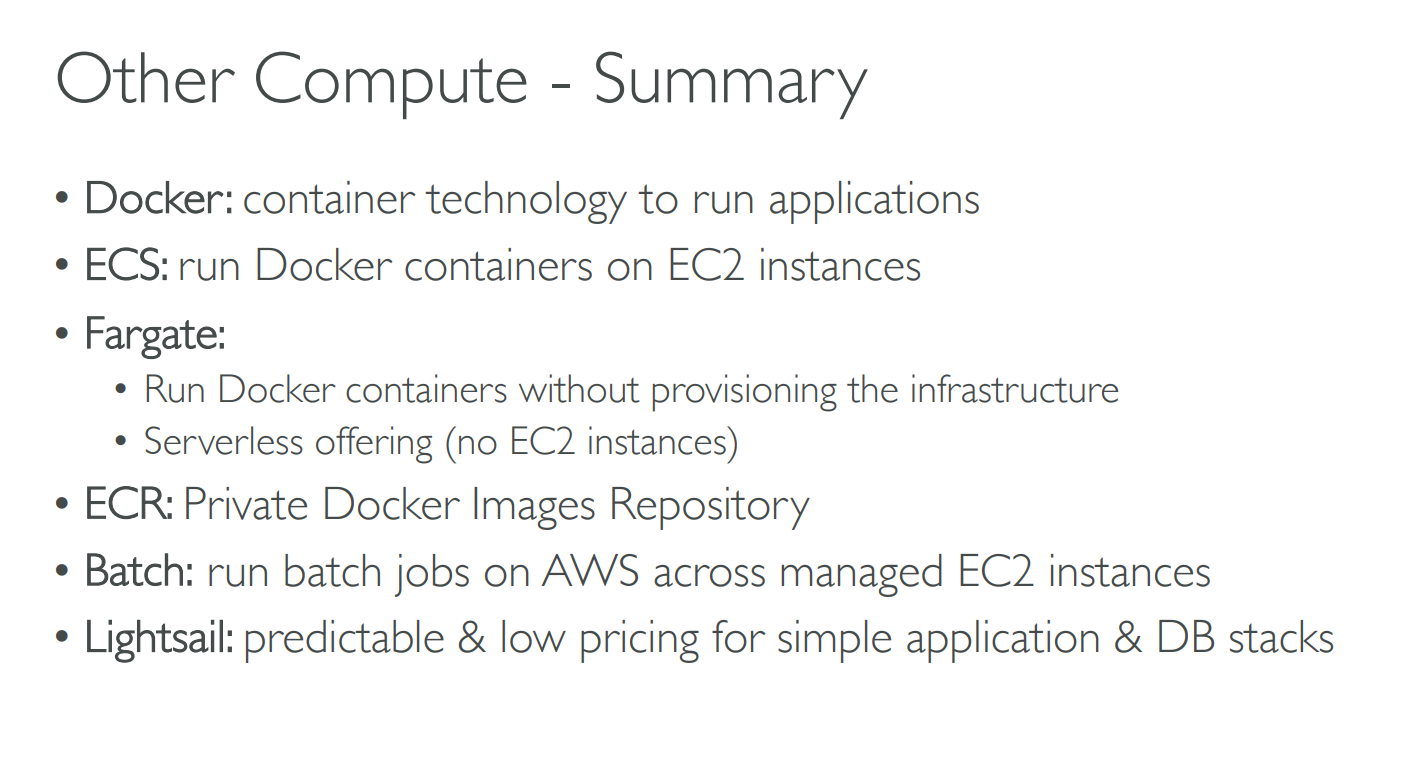 Other Compute - Summary
• Docker: container technology to run applications
• ECS: run Docker containers on EC2 instances
• Fargate:
• Run Docker containers without provisioning the infrastructure
• Serverless offering (no EC2 instances)
• ECR: Private Docker Images Repository
• Batch: run batch jobs on AWS across managed EC2 instances
• Lightsail: predictable & low pricing for simple application & DB stacks